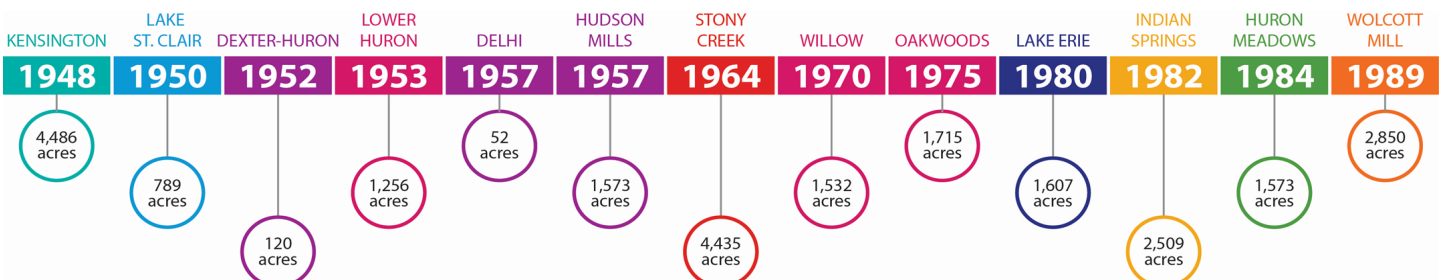 KENSINGTON
1948
4,486
acres
LAKE
ST. CLAIR
1950
789
acres
DEXTER-HURON
1952
120
acres
LOWER
HURON
1953
1,256
acres
DELHI
1957
52
acres
HUDSON
MILLS
1957
1,573
acres
STONY
CREEK
1964
4,435
acres
WILLOW
1970
1,532
acres
OAKWOODS
1975
1,715
acres
LAKE ERIE
1980
1,607
acres
INDIAN
SPRINGS
1982
2,509
acres
HURON
MEADOWS
1984
1,573
acres
WOLCOTT
MILL
1989
2,850
acres